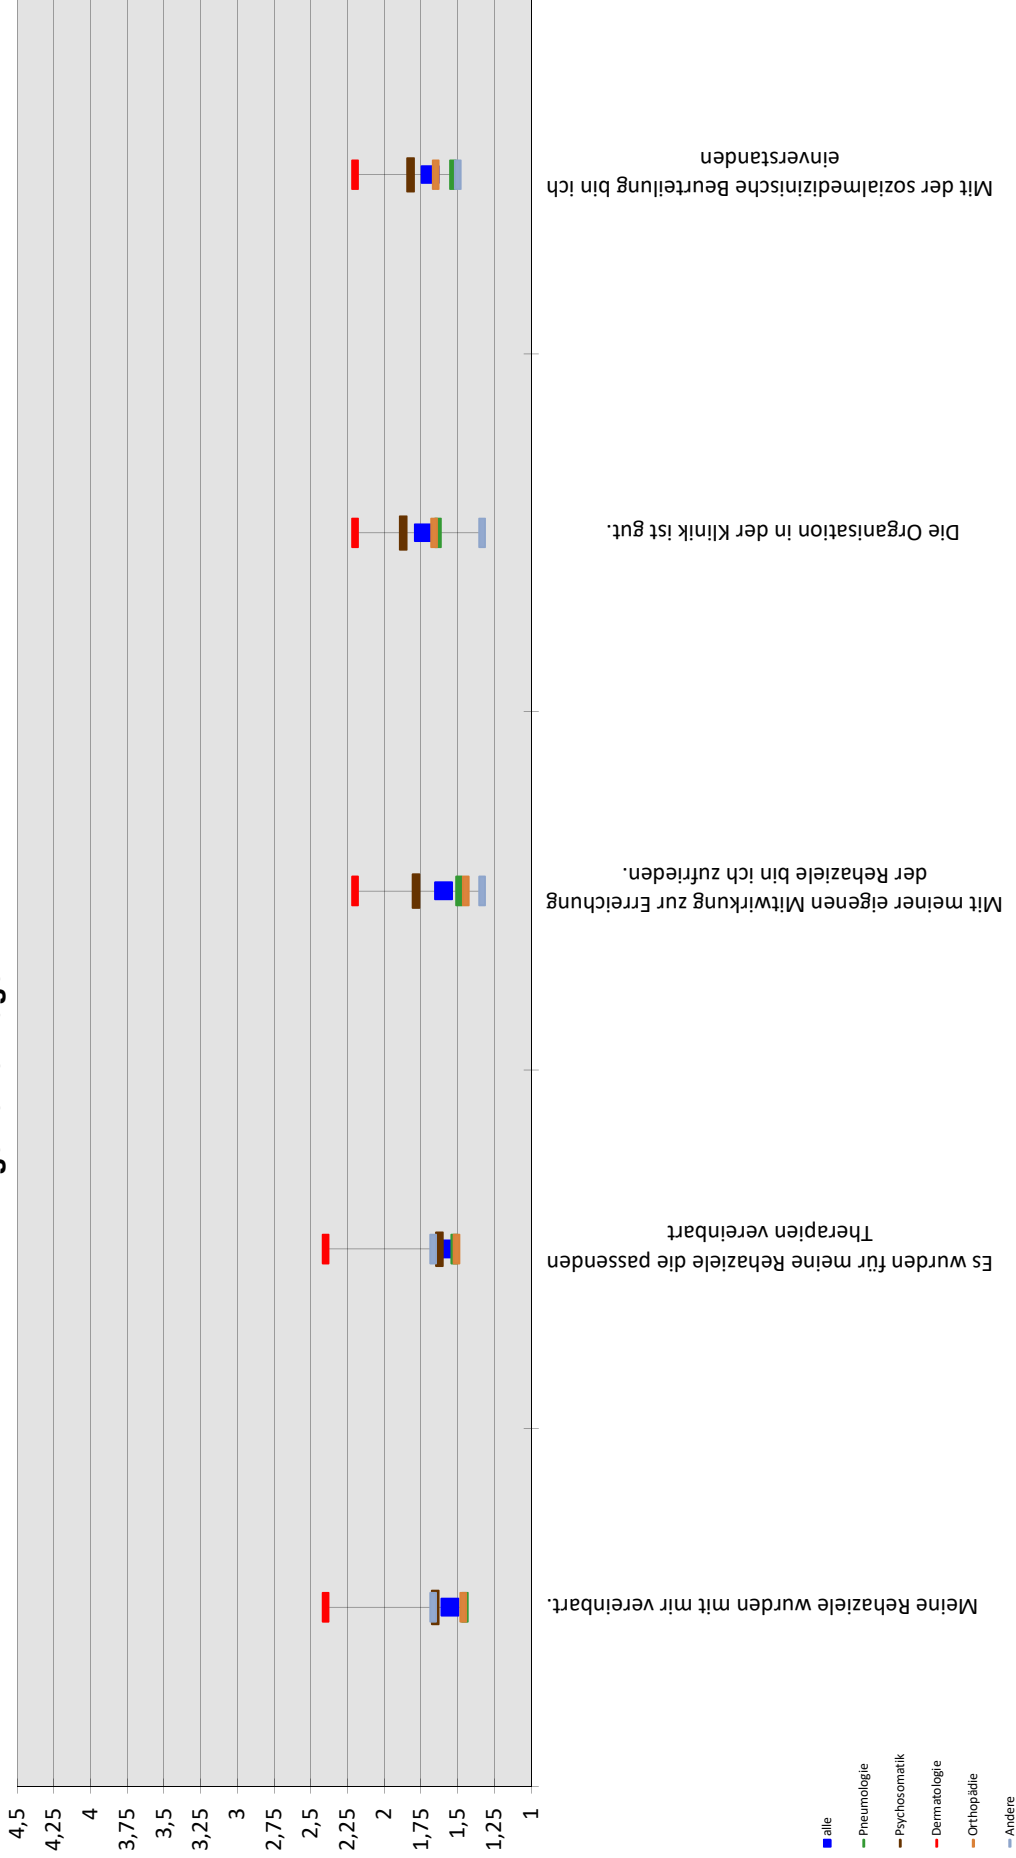 4,5
4,25
4
3,75
3,5
3,25
3
2,75
2,5
2,25
2
1,75
1,5
1,25
1
Meine Rehaziele wurden mit mir vereinbart.
Es wurden für meine Rehaziele die passenden
Therapien vereinbart
Mit meiner eigenen Mitwirkung zur Erreichung
der Rehaziele bin ich zufrieden.
Die Organisation in der Klinik ist gut.
Mit der sozialmedizinische Beurteilung bin ich
einverstanden
alle
Pneumologie
Psychosomatik
Dermatologie
Orthopädie
Andere